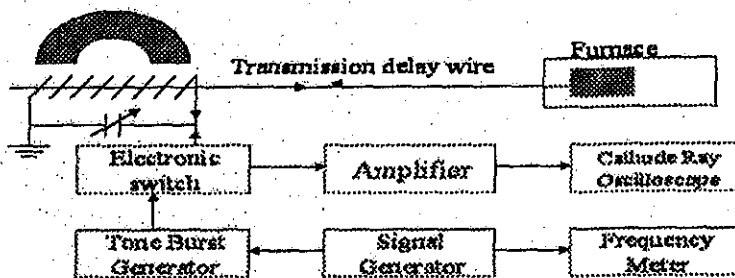 Furnace
Transmission delay wire
Electronic
switch
Amplifier
Cathode Ray
Oscilloscope
Tone Burst
Generator
Signal
Generator
Frequency
Meter